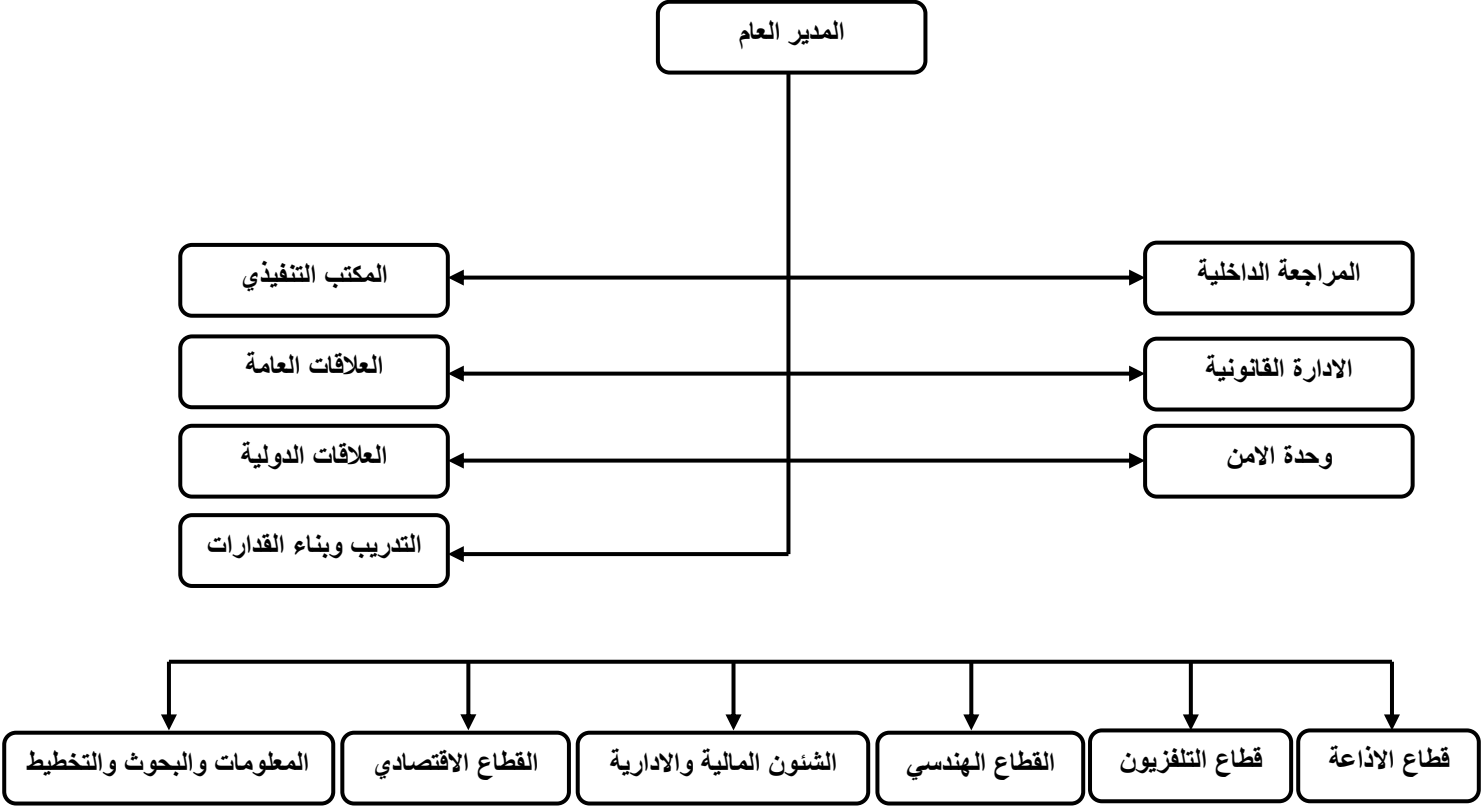 المدير العام
المراجعة الداخلية
المكتب التنفيذي
الادارة القانونية
العلاقات العامة
وحدة الامن
العلاقات الدولية
التدريب وبناء القدارات
قطاع الاذاعة
قطاع التلفزيون
القطاع الهندسي
الشئون المالية والادارية
القطاع الاقتصادي
المعلومات والبحوث والتخطيط